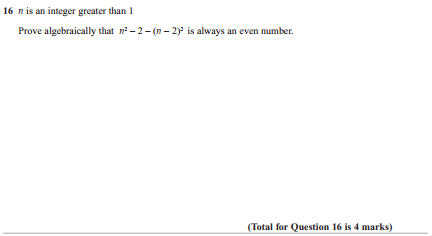 16 n is an integer greater than 1
Prove algebraically that n² – 2 – (n – 2)² is always an even number.
(Total for Question 16 is 4 marks)